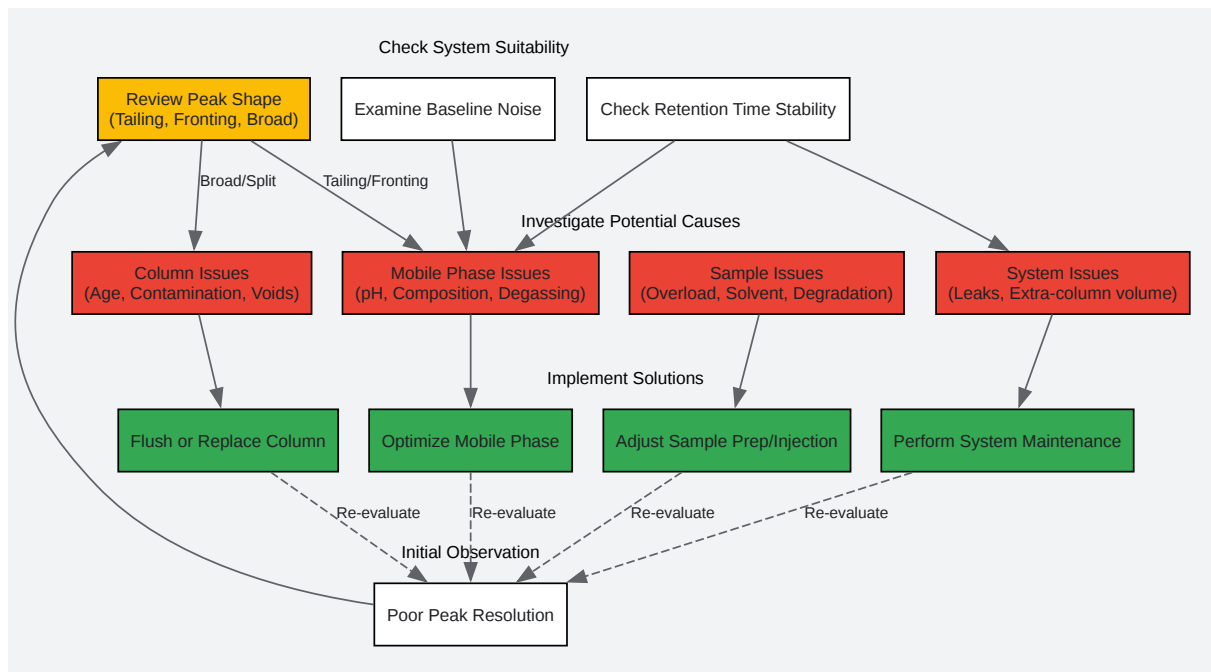 Check System Suitability
Review Peak Shape
(Tailing, Fronting, Broad)
Examine Baseline Noise
Check Retention Time Stability
Broad/Split
Tailing/Fronting
Investigate Potential Causes
Column Issues
(Age, Contamination, Voids)
Mobile Phase Issues
(pH, Composition, Degassing)
Sample Issues
(Overload, Solvent, Degradation)
System Issues
(Leaks, Extra-column volume)
Implement Solutions
Flush or Replace Column
Optimize Mobile Phase
Adjust Sample Prep/Injection
Perform System Maintenance
Re-evaluate
Re-evaluate
Re-evaluate
Re-evaluate
Initial Observation
Poor Peak Resolution